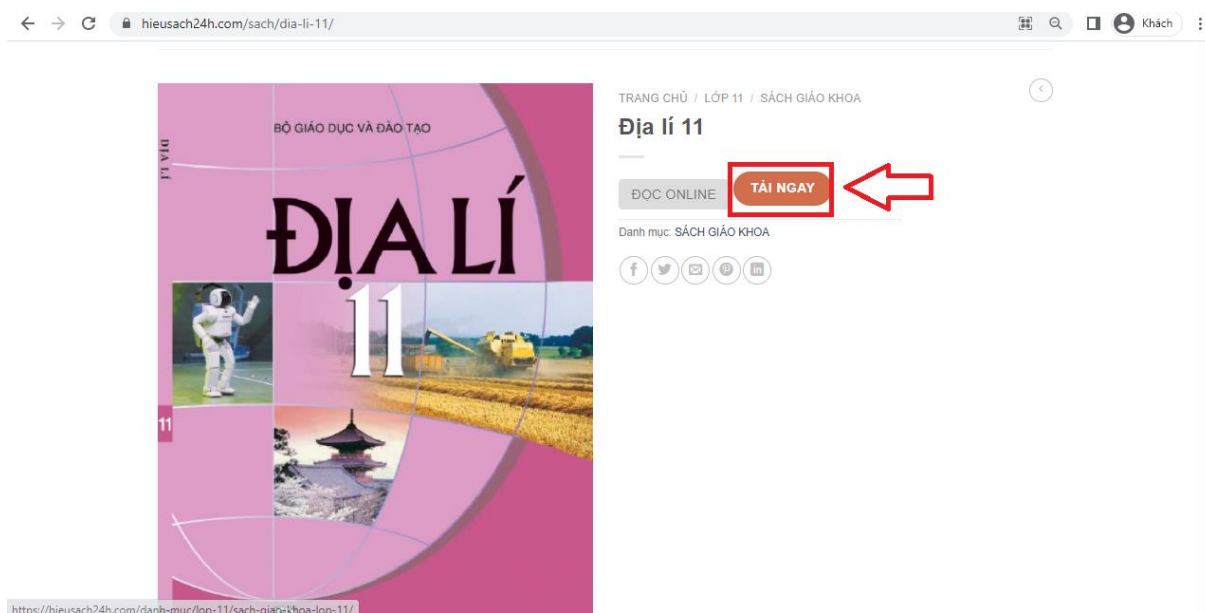 hieusach24h.com/sach/dia-li-11/
Khách
ĐỊA LÍ
BỘ GIÁO DỤC VÀ ĐÀO TẠO
ĐỊA LÍ
11
11
TRANG CHỦ / LỚP 11 / SÁCH GIÁO KHOA
Địa lí 11
ĐỌC ONLINE
TẢI NGAY
Danh mục: SÁCH GIÁO KHOA
https://hieusach24h.com/danh-muc/lop-11/sach-giao-khoa-lop-11/